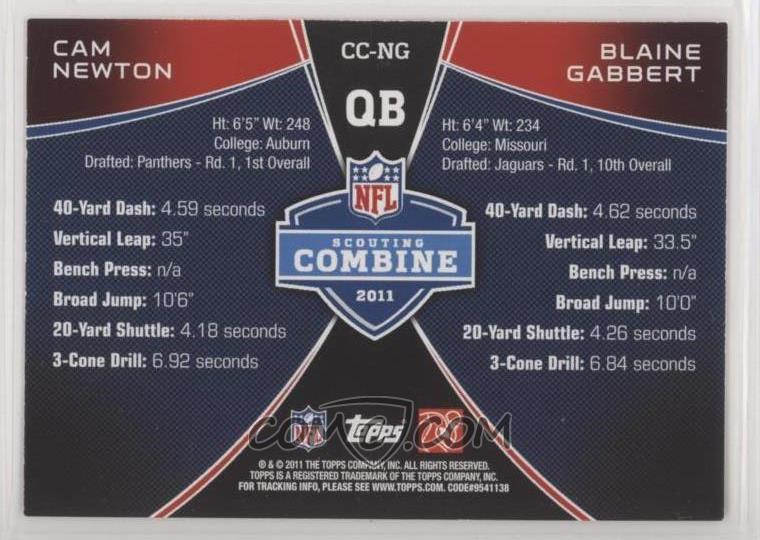 CAM
NEWTON
CC-NG
QB
BLAINE
GABBERT
Ht: 6'5" Wt: 248
College: Auburn
Drafted: Panthers - Rd. 1, 1st Overall
Ht: 6'4" Wt: 234
College: Missouri
Drafted: Jaguars - Rd. 1, 10th Overall
NFL
SCOUTING
COMBINE
2011
40-Yard Dash: 4.59 seconds
Vertical Leap: 35"
Bench Press: n/a
Broad Jump: 10'6"
20-Yard Shuttle: 4.18 seconds
3-Cone Drill: 6.92 seconds
40-Yard Dash: 4.62 seconds
Vertical Leap: 33.5"
Bench Press: n/a
Broad Jump: 10'0"
20-Yard Shuttle: 4.26 seconds
3-Cone Drill: 6.84 seconds
NFL
Topps
COMC.COM
® & © 2011 THE TOPPS COMPANY, INC. ALL RIGHTS RESERVED.
TOPPS IS A REGISTERED TRADEMARK OF THE TOPPS COMPANY, INC.
FOR TRACKING INFO, PLEASE SEE WWW.TOPPS.COM. CODE#9541138